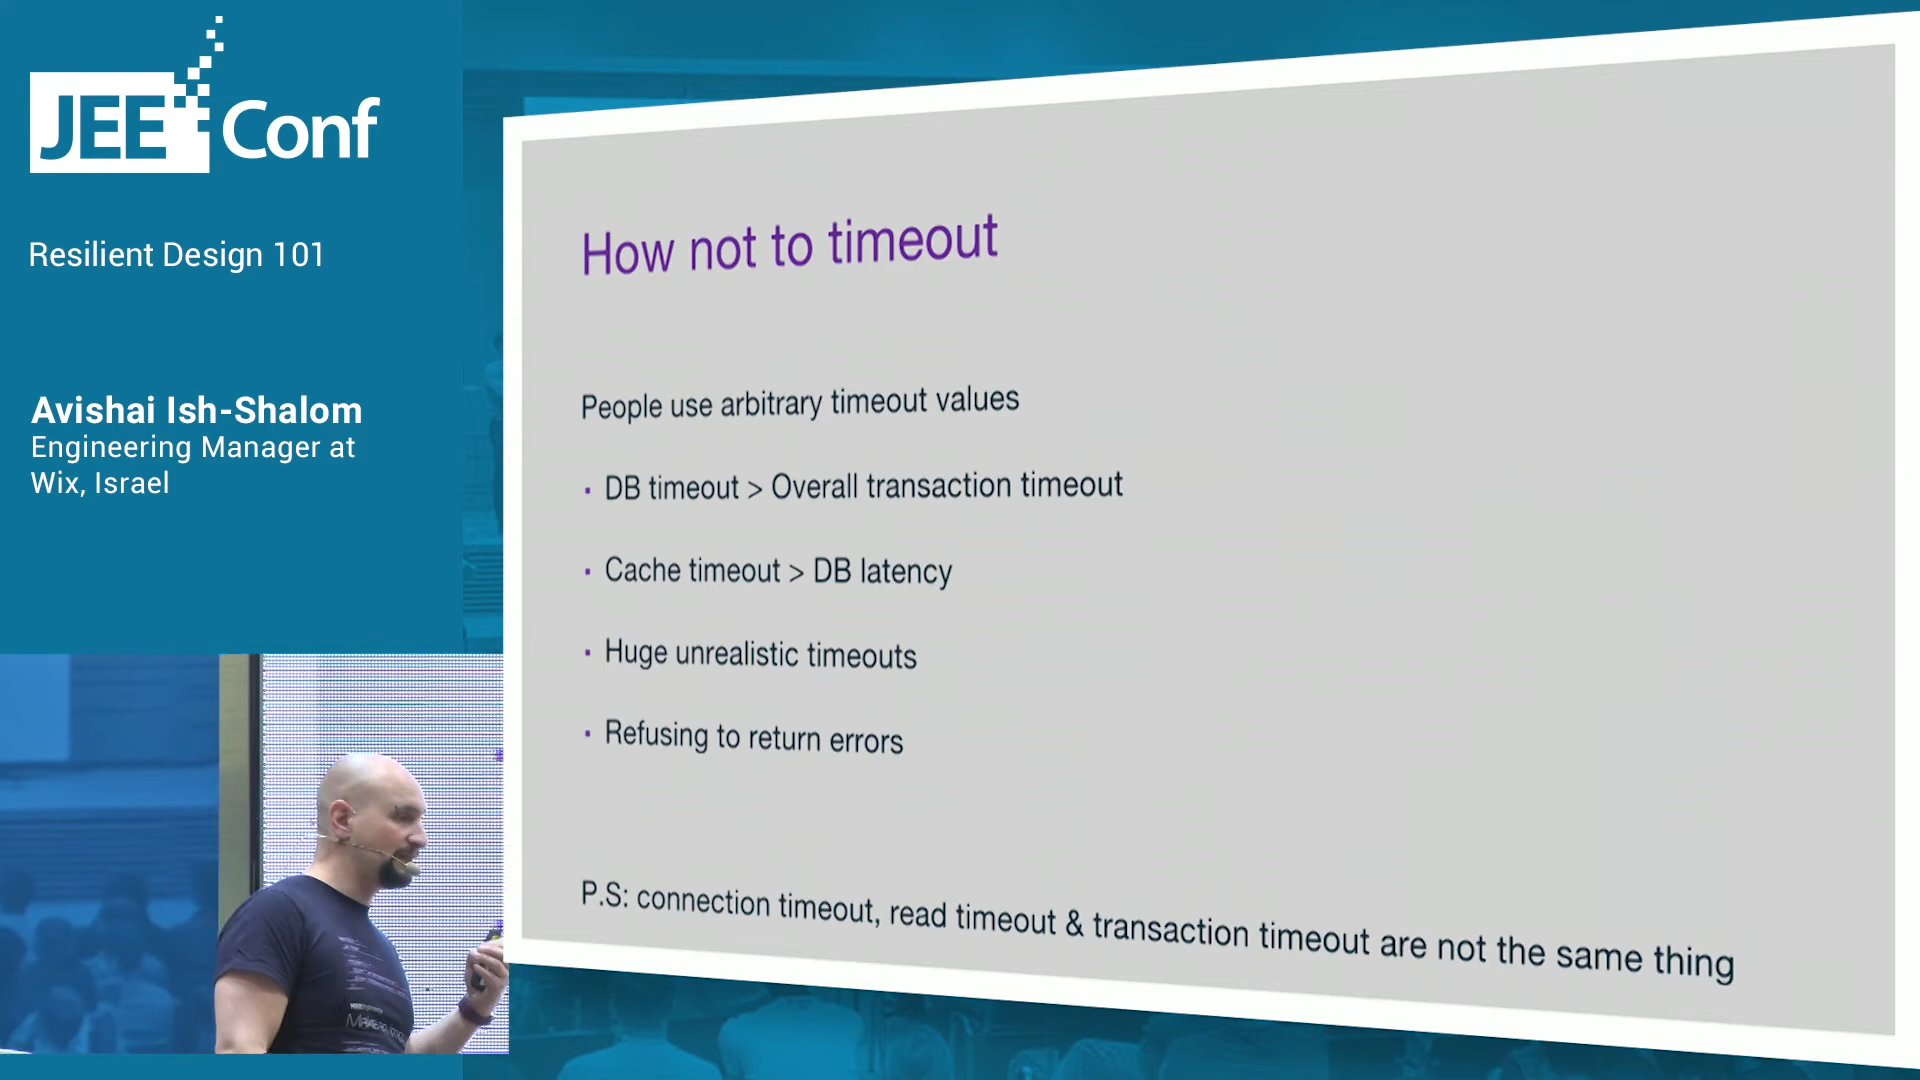 JEE Conf
Resilient Design 101
Avishai Ish-Shalom
Engineering Manager at
Wix, Israel
How not to timeout
People use arbitrary timeout values
· DB timeout > Overall transaction timeout
· Cache timeout > DB latency
· Huge unrealistic timeouts
· Refusing to return errors
P.S: connection timeout, read timeout & transaction timeout are not the same thing